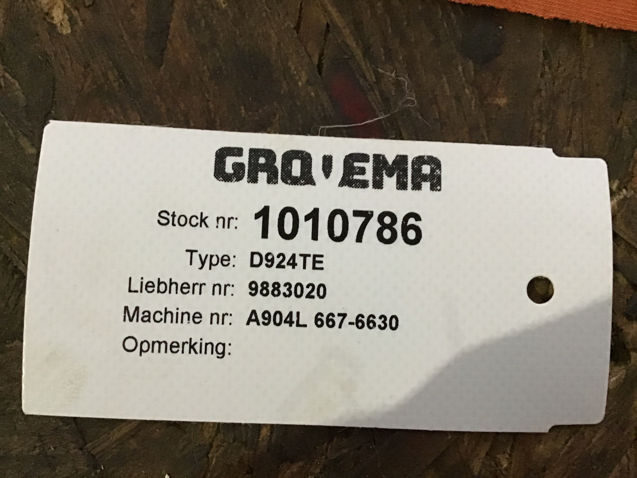 GROVEMA
Stock nr: 1010786
Type: D924TE
Liebherr nr: 9883020
Machine nr: A904L 667-6630
Opmerking: